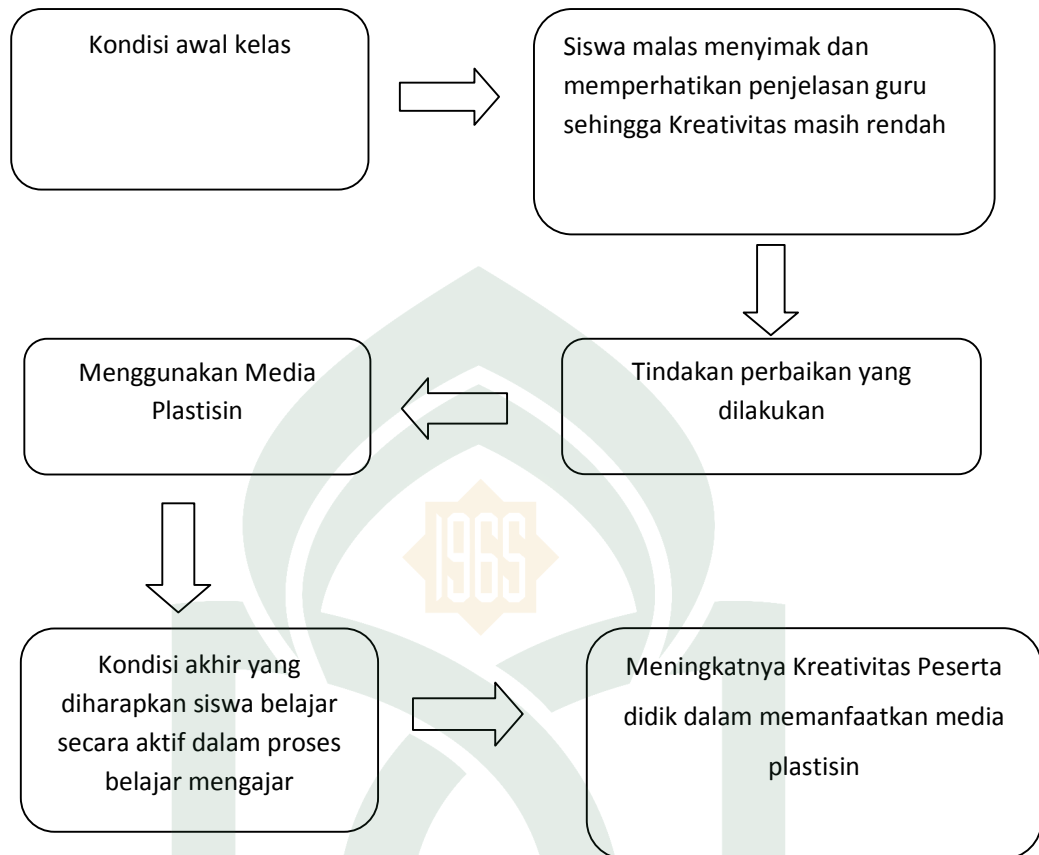 Kondisi awal kelas
Siswa malas menyimak dan
memperhatikan penjelasan guru
sehingga Kreativitas masih rendah
Tindakan perbaikan yang
dilakukan
Menggunakan Media
Plastisin
1965
Kondisi akhir yang
diharapkan siswa belajar
secara aktif dalam proses
belajar mengajar
Meningkatnya Kreativitas Peserta
didik dalam memanfaatkan media
plastisin